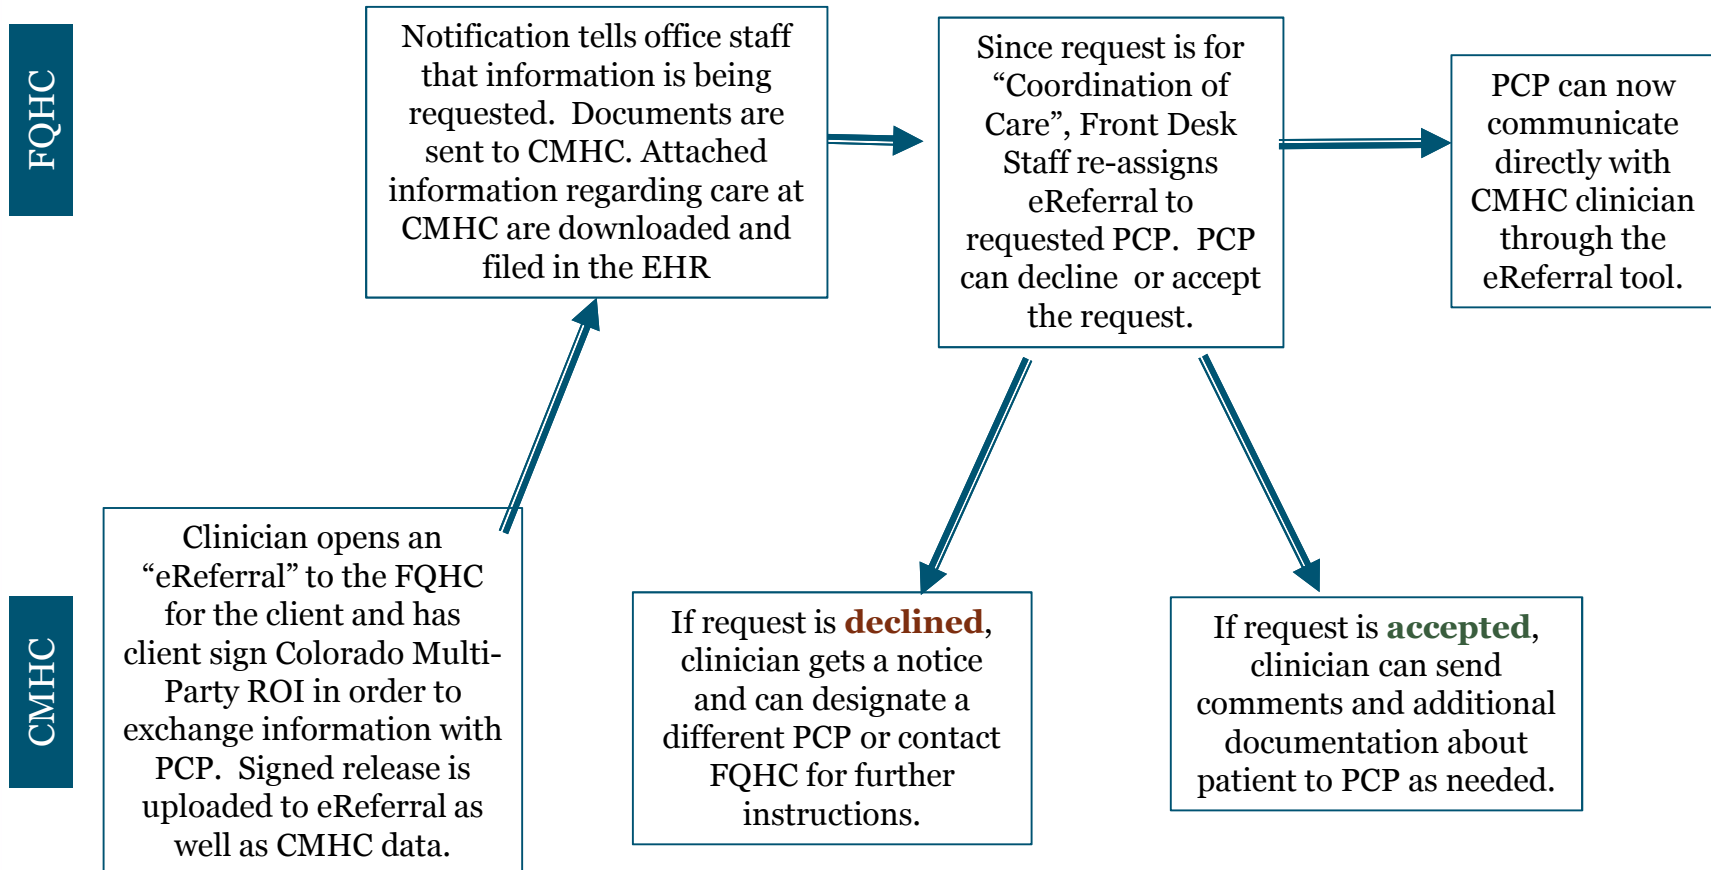 FQHC
Notification tells office staff
that information is being
requested.  Documents are
sent to CMHC. Attached
information regarding care at
CMHC are downloaded and
filed in the EHR
Since request is for
“Coordination of
Care”, Front Desk
Staff re-assigns
eReferral to
requested PCP.  PCP
can decline  or accept
the request.
PCP can now
communicate
directly with
CMHC clinician
through the
eReferral tool.
CMHC
Clinician opens an
“eReferral” to the FQHC
for the client and has
client sign Colorado Multi-
Party ROI in order to
exchange information with
PCP.  Signed release is
uploaded to eReferral as
well as CMHC data.
If request is declined,
clinician gets a notice
and can designate a
different PCP or contact
FQHC for further
instructions.
If request is accepted,
clinician can send
comments and additional
documentation about
patient to PCP as needed.